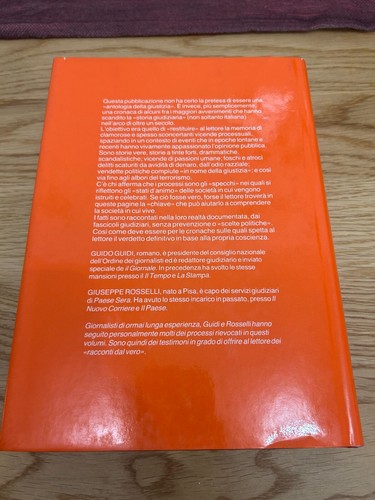 Questa pubblicazione non ha certo la pretesa di essere una
«antologia della giustizia». È invece, più semplicemente,
una cronaca di alcuni fra i maggiori avvenimenti che hanno
scandito la «storia giudiziaria» (non soltanto italiana)
nell'arco di oltre un secolo.
L'obiettivo era quello di «restituire» al lettore la memoria di
clamorose e spesso sconcertanti vicende processuali,
spaziando in un contesto di eventi che in epoche lontane o
recenti hanno vivamente appassionato l'opinione pubblica.
Sono storie vere, storie a tinte forti, drammatiche,
scandalistiche; vicende di passioni umane; foschi e atroci
delitti scaturiti da avidità di denaro, dall'odio razziale;
vendette politiche compiute «in nome della giustizia»; e così
via fino agli albori del terrorismo.
C'è chi afferma che i processi sono gli «specchi» nei quali si
riflettono gli «stati d'animo» delle società in cui vengono
istruiti e celebrati. Se ciò fosse vero, forse il lettore troverà in
queste pagine la «chiave» che può aiutarlo a comprendere
la società in cui vive.
I fatti sono raccontati nella loro realtà documentata, dai
fascicoli giudiziari, senza prevenzione o «scelte politiche».
Così come deve essere per le cronache sulle quali spetta al
lettore il verdetto definitivo in base alla propria coscienza.
GUIDO GUIDI, romano, è presidente del consiglio nazionale
dell'Ordine dei giornalisti ed è redattore giudiziario e inviato
speciale de il Giornale. In precedenza ha svolto le stesse
mansioni presso il Il Tempo e La Stampa.
GIUSEPPE ROSSELLI, nato a Pisa, è capo dei servizi giudiziari
di Paese Sera. Ha avuto lo stesso incarico in passato, presso Il
Nuovo Corriere e Il Paese.
Giornalisti di ormai lunga esperienza, Guidi e Rosselli hanno
seguito personalmente molti dei processi rievocati in questi
volumi. Sono quindi dei testimoni in grado di offrire al lettore dei
«racconti dal vero».